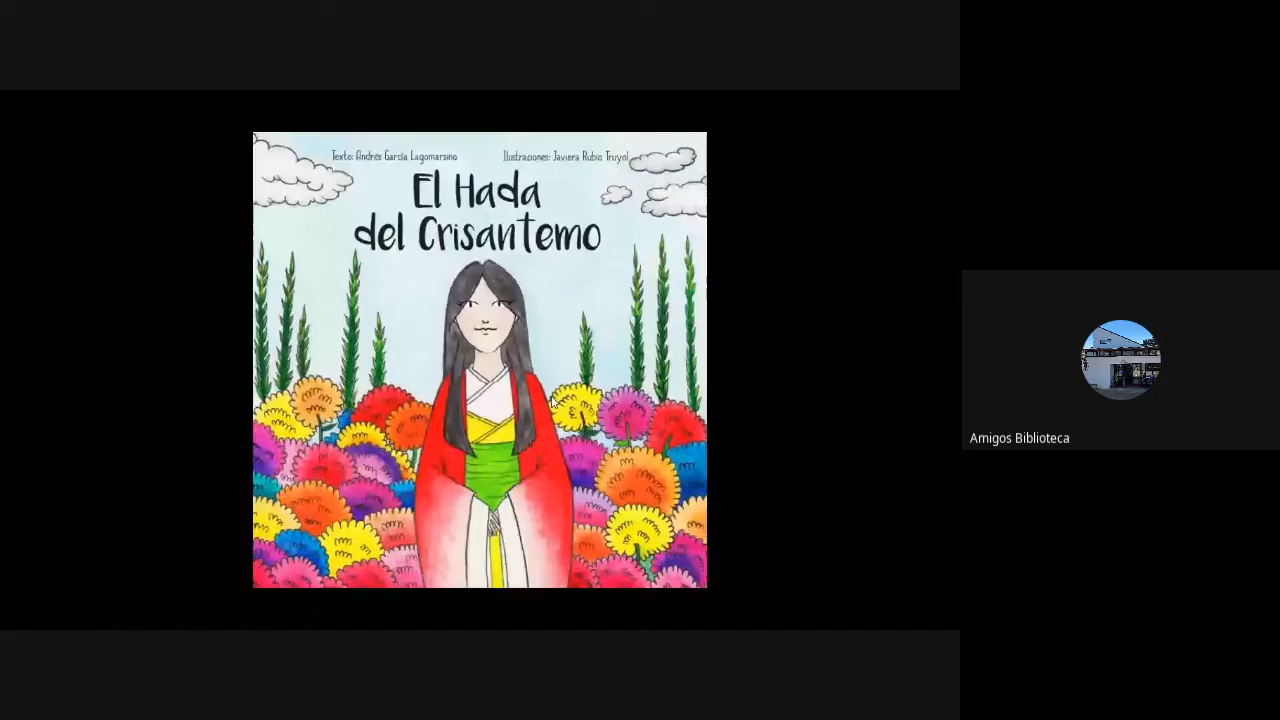 Texto: Andrés García Lagomarsino
Ilustraciones: Javiera Rubio Truyol
El Hada
del Crisantemo
Amigos Biblioteca